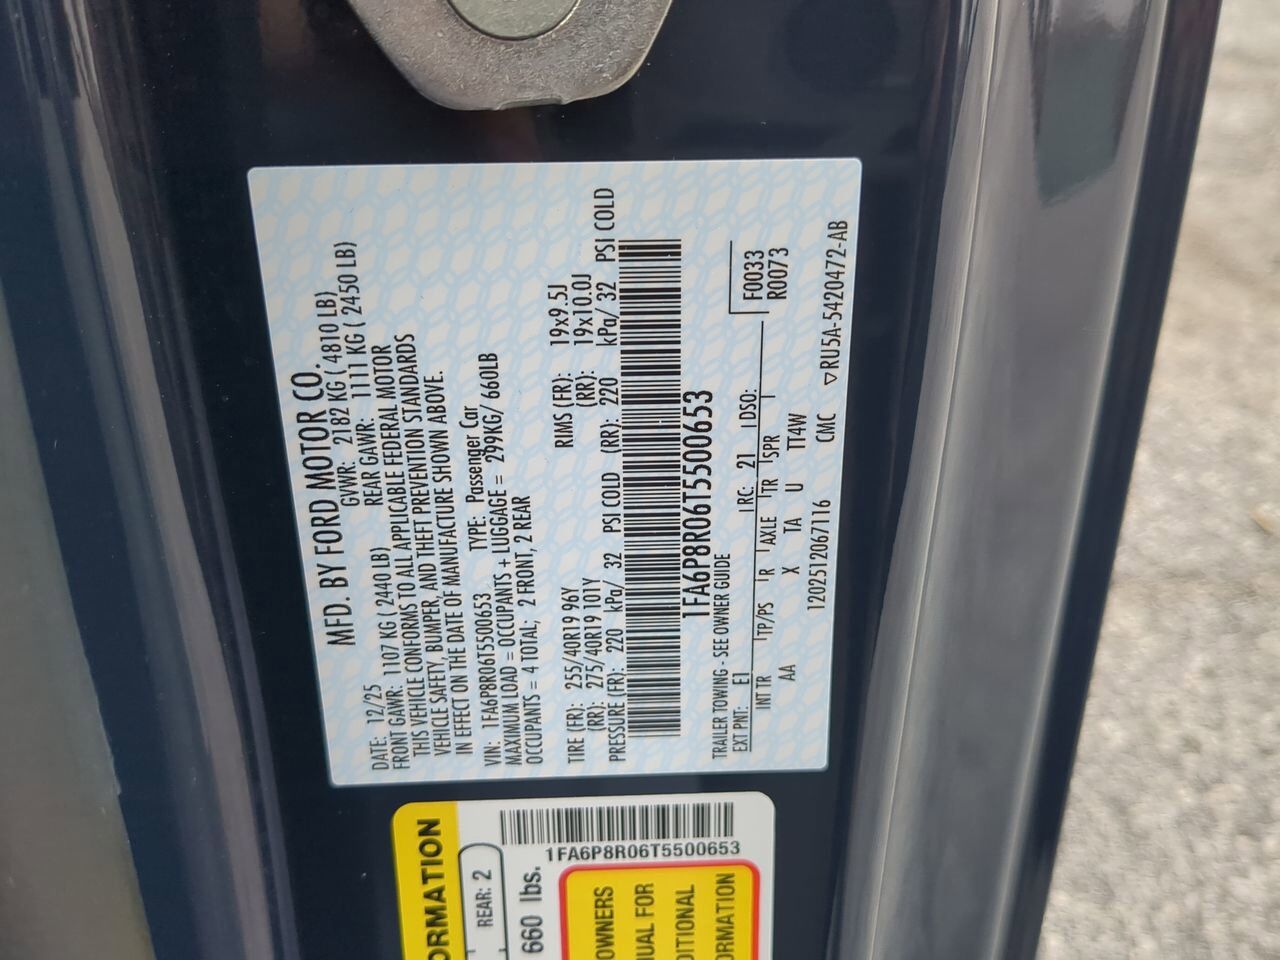 MFD. BY FORD MOTOR CO.
DATE: 12/25 GVWR: 2182 KG ( 4810 LB)
FRONT GAWR: 1107 KG ( 2440 LB) REAR GAWR: 1111 KG ( 2450 LB)
THIS VEHICLE CONFORMS TO ALL APPLICABLE FEDERAL MOTOR
VEHICLE SAFETY, BUMPER, AND THEFT PREVENTION STANDARDS
IN EFFECT ON THE DATE OF MANUFACTURE SHOWN ABOVE.
VIN: 1FA6P8R06T5500653 TYPE: Passenger Car
MAXIMUM LOAD = OCCUPANTS + LUGGAGE = 299KG/ 660LB
OCCUPANTS = 4 TOTAL; 2 FRONT, 2 REAR
TIRE (FR): 255/40R19 96Y RIMS (FR): 19x9.5J
(RR): 275/40R19 101Y (RR): 19x10.0J
PRESSURE (FR): 220 kPa/ 32 PSI COLD (RR): 220 kPa/ 32 PSI COLD
1FA6P8R06T5500653
TRAILER TOWING - SEE OWNER GUIDE
EXT PNT: E1 RC: 21 DSO: F0033
R0073
INT TR TP/PS R AXLE TR SPR
AA X TA U TT4W
120251206 7116 CMC ▽RU5A-5420472-AB
ORMATION
REAR: 2
660 lbs.
1FA6P8R06T5500653
OWNERS
UAL FOR
DITIONAL
ORMATION